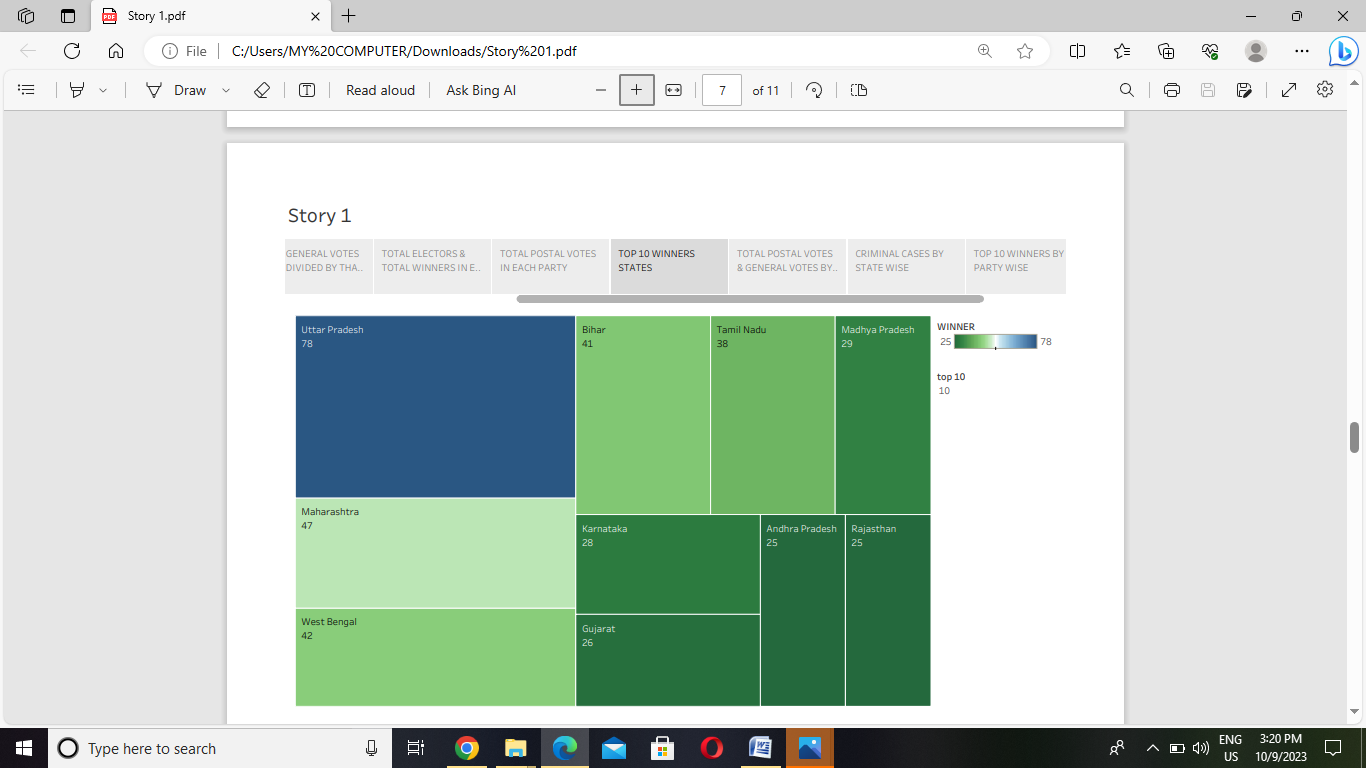 Story 1.pdf
File
C:/Users/MY%20COMPUTER/Downloads/Story%201.pdf
Draw
Read aloud
Ask Bing AI
7
of 11
Story 1
GENERAL VOTES
DIVIDED BY THA..
TOTAL ELECTORS &
TOTAL WINNERS IN E..
TOTAL POSTAL VOTES
IN EACH PARTY
TOP 10 WINNERS
STATES
TOTAL POSTAL VOTES
& GENERAL VOTES BY..
CRIMINAL CASES BY
STATE WISE
TOP 10 WINNERS BY
PARTY WISE
Uttar Pradesh
78
Maharashtra
47
West Bengal
42
Bihar
41
Tamil Nadu
38
Madhya Pradesh
29
Karnataka
28
Gujarat
26
Andhra Pradesh
25
Rajasthan
25
WINNER
25 78
top 10
10
Type here to search
ENG
US
3:20 PM
10/9/2023